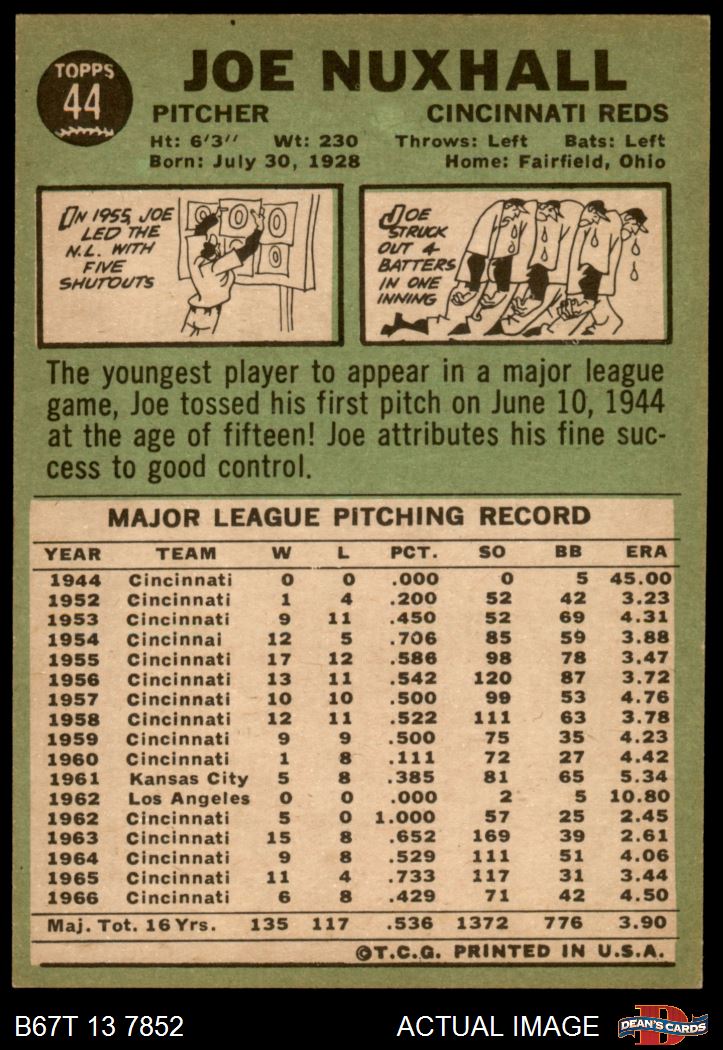 TOPPS
44
JOE NUXHALL
PITCHER CINCINNATI REDS
Ht: 6'3" Wt: 230 Throws: Left Bats: Left
Born: July 30, 1928 Home: Fairfield, Ohio
IN 1955, JOE
LED THE
N.L. WITH
FIVE
SHUTOUTS
0 0 0
0 0
JOE
STRUCK
OUT 4
BATTERS
IN ONE
INNING
The youngest player to appear in a major league
game, Joe tossed his first pitch on June 10, 1944
at the age of fifteen! Joe attributes his fine suc-
cess to good control.
MAJOR LEAGUE PITCHING RECORD
YEAR TEAM W L PCT. SO BB ERA
1944 Cincinnati 0 0 .000 0 5 45.00
1952 Cincinnati 1 4 .200 52 42 3.23
1953 Cincinnati 9 11 .450 52 69 4.31
1954 Cincinnai 12 5 .706 85 59 3.88
1955 Cincinnati 17 12 .586 98 78 3.47
1956 Cincinnati 13 11 .542 120 87 3.72
1957 Cincinnati 10 10 .500 99 53 4.76
1958 Cincinnati 12 11 .522 111 63 3.78
1959 Cincinnati 9 9 .500 75 35 4.23
1960 Cincinnati 1 8 .111 72 27 4.42
1961 Kansas City 5 8 .385 81 65 5.34
1962 Los Angeles 0 0 .000 2 5 10.80
1962 Cincinnati 5 0 1.000 57 25 2.45
1963 Cincinnati 15 8 .652 169 39 2.61
1964 Cincinnati 9 8 .529 111 51 4.06
1965 Cincinnati 11 4 .733 117 31 3.44
1966 Cincinnati 6 8 .429 71 42 4.50
Maj. Tot. 16 Yrs. 135 117 .536 1372 776 3.90
©T.C.G. PRINTED IN U.S.A.
B67T 13 7852 ACTUAL IMAGE D DEAN'S CARDS